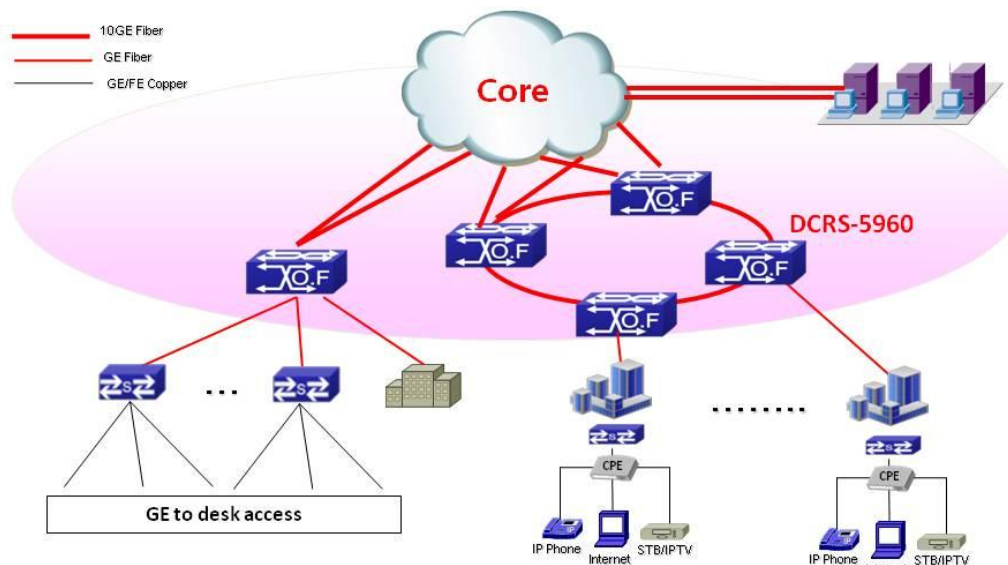 10GE Fiber
GE Fiber
GE/FE Copper
Core
DCRS-5960
O.F
O.F
O.F
O.F
O.F
S
...
S
........
S
S
CPE
CPE
GE to desk access
IP Phone
Internet
STB/IPTV
IP Phone
STB/IPTV